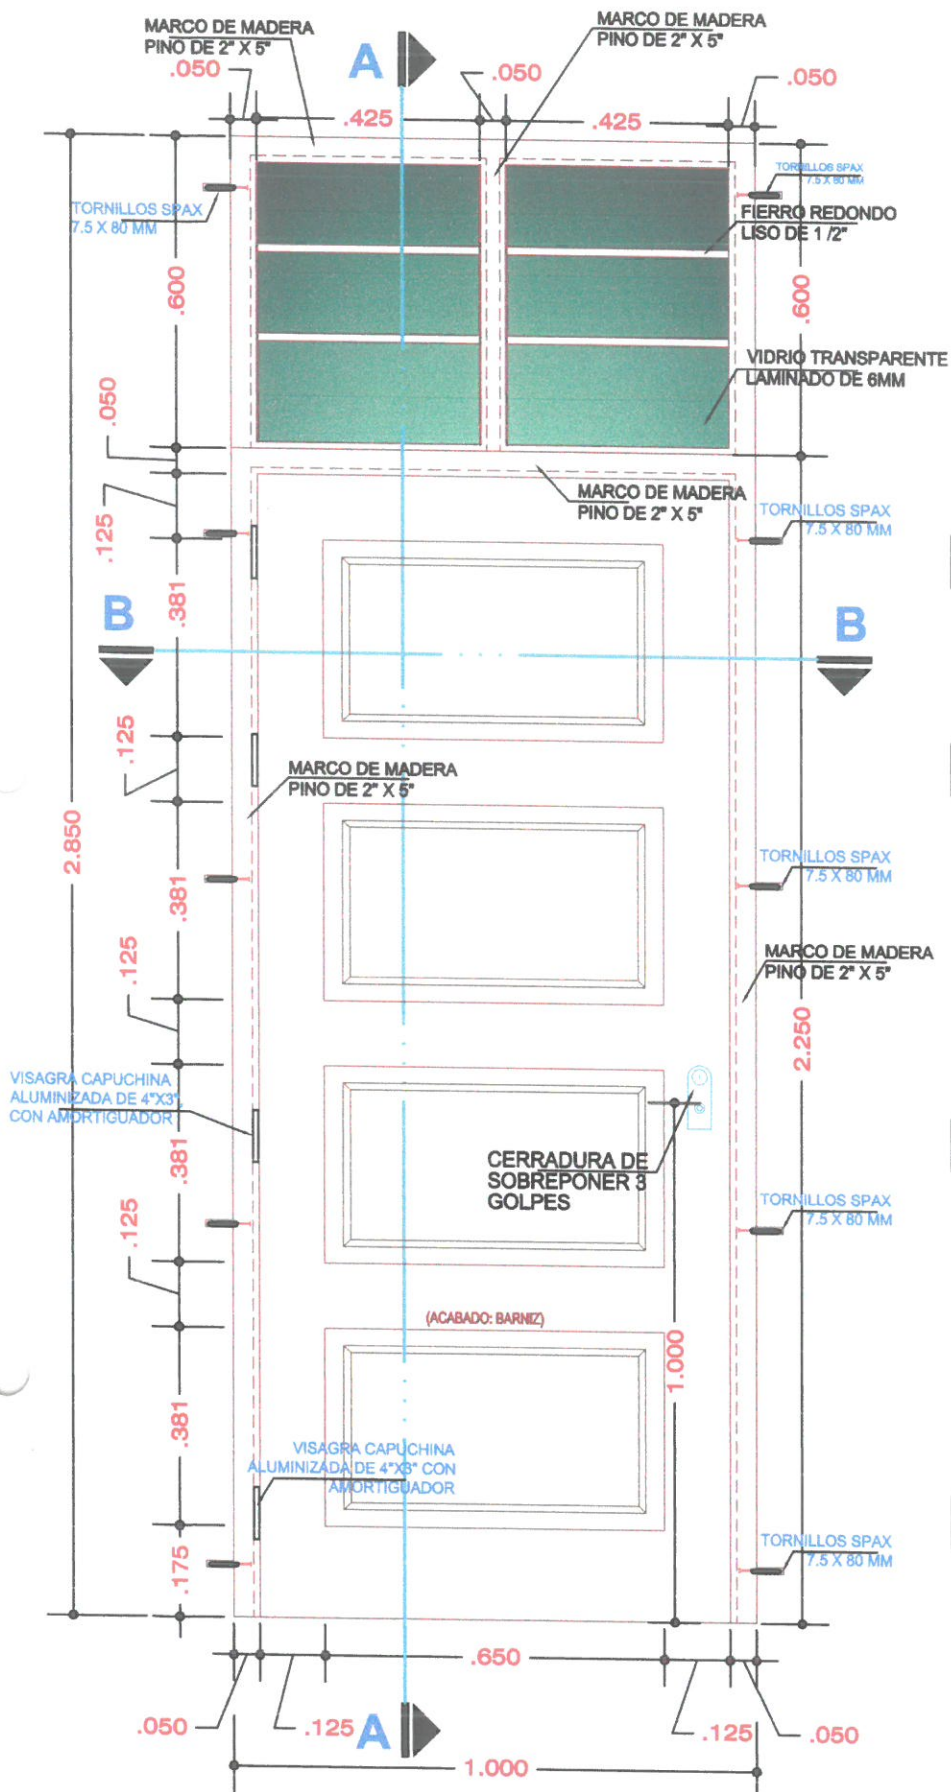 MARCO DE MADERA
PINO DE 2" X 5"
MARCO DE MADERA
PINO DE 2" X 5"
A
.050
.050
.050
.425
.425
TORNILLOS SPAX
7.5 X 80 MM
TORNILLOS SPAX
7.5 X 80 MM
FIERRO REDONDO
LISO DE 1 /2"
.600
.600
VIDRIO TRANSPARENTE
LAMINADO DE 6MM
.050
MARCO DE MADERA
PINO DE 2" X 5"
TORNILLOS SPAX
7.5 X 80 MM
.125
.381
B
B
.125
MARCO DE MADERA
PINO DE 2" X 5"
2.850
TORNILLOS SPAX
7.5 X 80 MM
.381
MARCO DE MADERA
PINO DE 2" X 5"
.125
2.250
VISAGRA CAPUCHINA
ALUMINIZADA DE 4"X3"
CON AMORTIGUADOR
CERRADURA DE
SOBREPONER 3
GOLPES
.381
TORNILLOS SPAX
7.5 X 80 MM
.125
(ACABADO: BARNIZ)
1.000
.381
VISAGRA CAPUCHINA
ALUMINIZADA DE 4"X3" CON
AMORTIGUADOR
TORNILLOS SPAX
7.5 X 80 MM
.175
.650
.050
.125
A
.125
.050
1.000